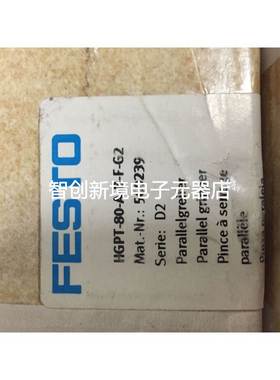 FESTO
HGPT-80- -F-G2
Mat.-Nr.: 239
Serie: D2
Parallelgreifer
Parallel gripper
Pince à serrage
parallèle
智创新境电子元器店